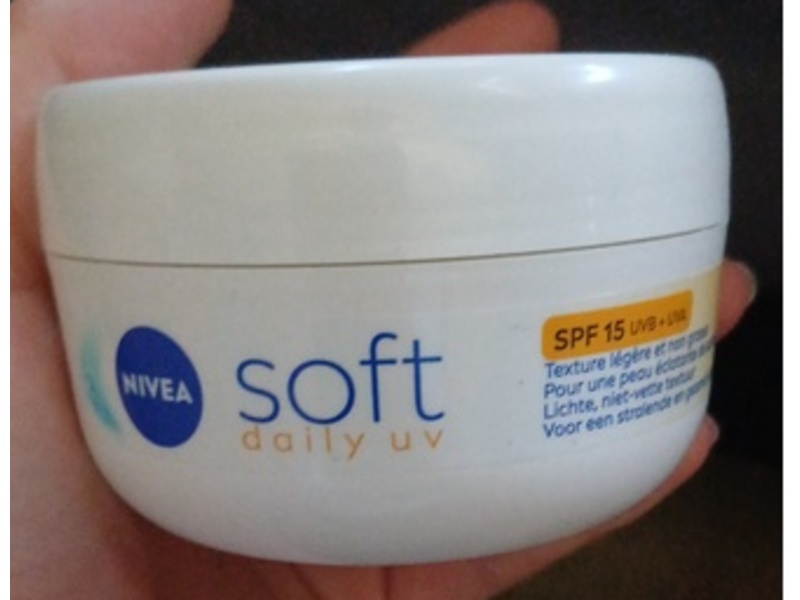 NIVEA
soft
daily uv
SPF 15 UVB + UVA
Texture légère et non grasse
Pour une peau éclatante
Lichte, niet-vette textuur
Voor een stralende en